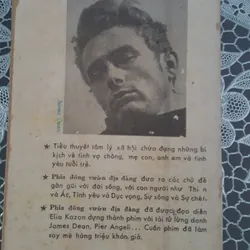 ★ Tiểu thuyết tâm lý xã hội chứa đựng những bi
kịch về tình vợ chồng, mẹ con, anh em và tình
yêu tuổi trẻ.
★ Phía đông vườn địa đàng đưa ra các chủ đề
gần gũi với đời sống, với con người như Thi n
và Ác, Tình yêu và Dục vọng, Sự sống và Sự chết.
★ Phía đông vườn địa đàng đã được đạo diễn
Elia Kazan dựng thành phim với tài tử lừng danh
James Dean, Pier Angeli... Cuốn phim đã làm
say mê hàng triệu khán giả.